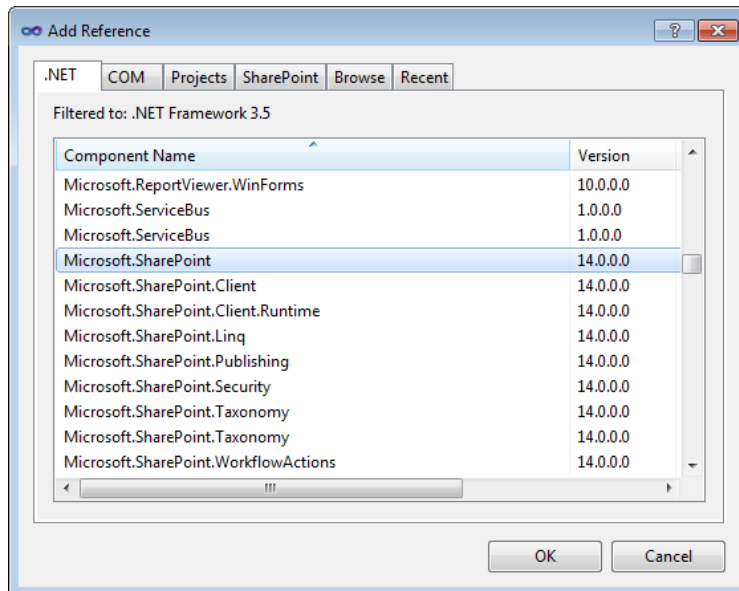 Add Reference
.NET COM Projects SharePoint Browse Recent
Filtered to: .NET Framework 3.5
Component Name Version
Microsoft.ReportViewer.WinForms 10.0.0.0
Microsoft.ServiceBus 1.0.0.0
Microsoft.ServiceBus 1.0.0.0
Microsoft.SharePoint 14.0.0.0
Microsoft.SharePoint.Client 14.0.0.0
Microsoft.SharePoint.Client.Runtime 14.0.0.0
Microsoft.SharePoint.Linq 14.0.0.0
Microsoft.SharePoint.Publishing 14.0.0.0
Microsoft.SharePoint.Security 14.0.0.0
Microsoft.SharePoint.Taxonomy 14.0.0.0
Microsoft.SharePoint.Taxonomy 14.0.0.0
Microsoft.SharePoint.WorkflowActions 14.0.0.0
OK Cancel